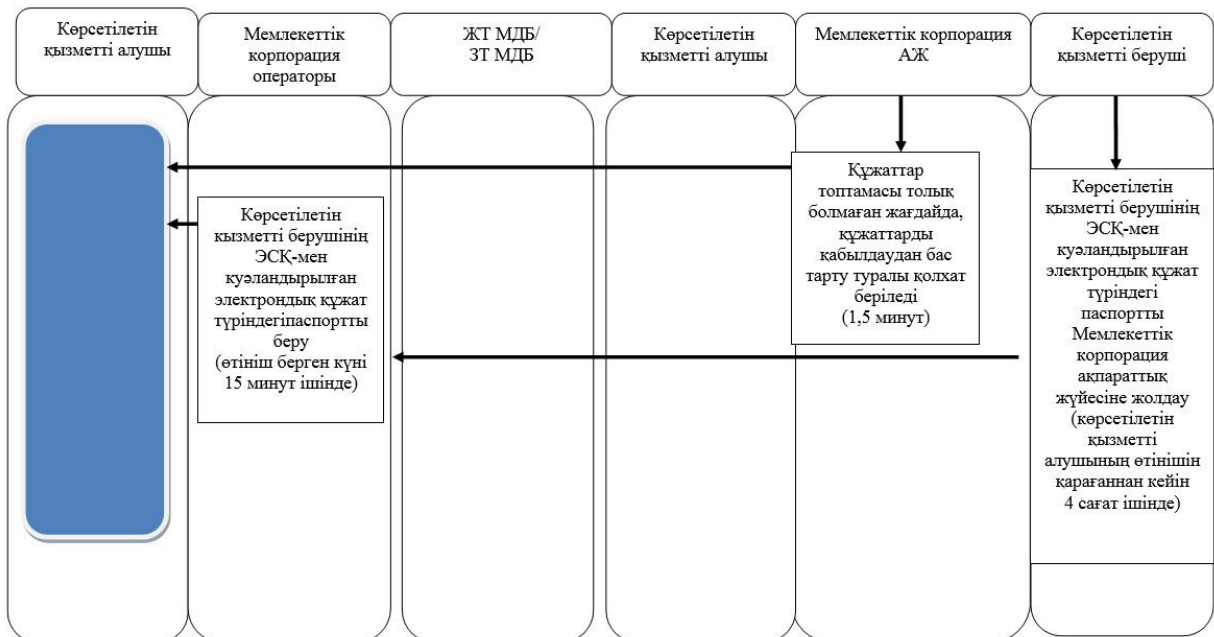 Көрсетілетін
қызметті алушы
Мемлекеттік
корпорация
операторы
ЖТ МДБ/
ЗТ МДБ
Көрсетілетін
қызметті алушы
Мемлекеттік корпорация
АЖ
Көрсетілетін
қызметті беруші
Көрсетілетін
қызметті берушінің
ЭСҚ-мен
куәландырылған
электрондық құжат
түріндегіпаспортты
беру
(өтініш берген күні
15 минут ішінде)
Құжаттар
топтамасы толық
болмаған жағдайда,
құжаттарды
қабылдаудан бас
тарту туралы қолхат
беріледі
(1,5 минут)
Көрсетілетін
қызметті берушінің
ЭСҚ-мен
куәландырылған
электрондық құжат
түріндегі
паспортты
Мемлекеттік
корпорация
ақпараттық
жүйесіне жолдау
(көрсетілетін
қызметті
алушының өтінішін
қарағаннан кейін
4 сағат ішінде)